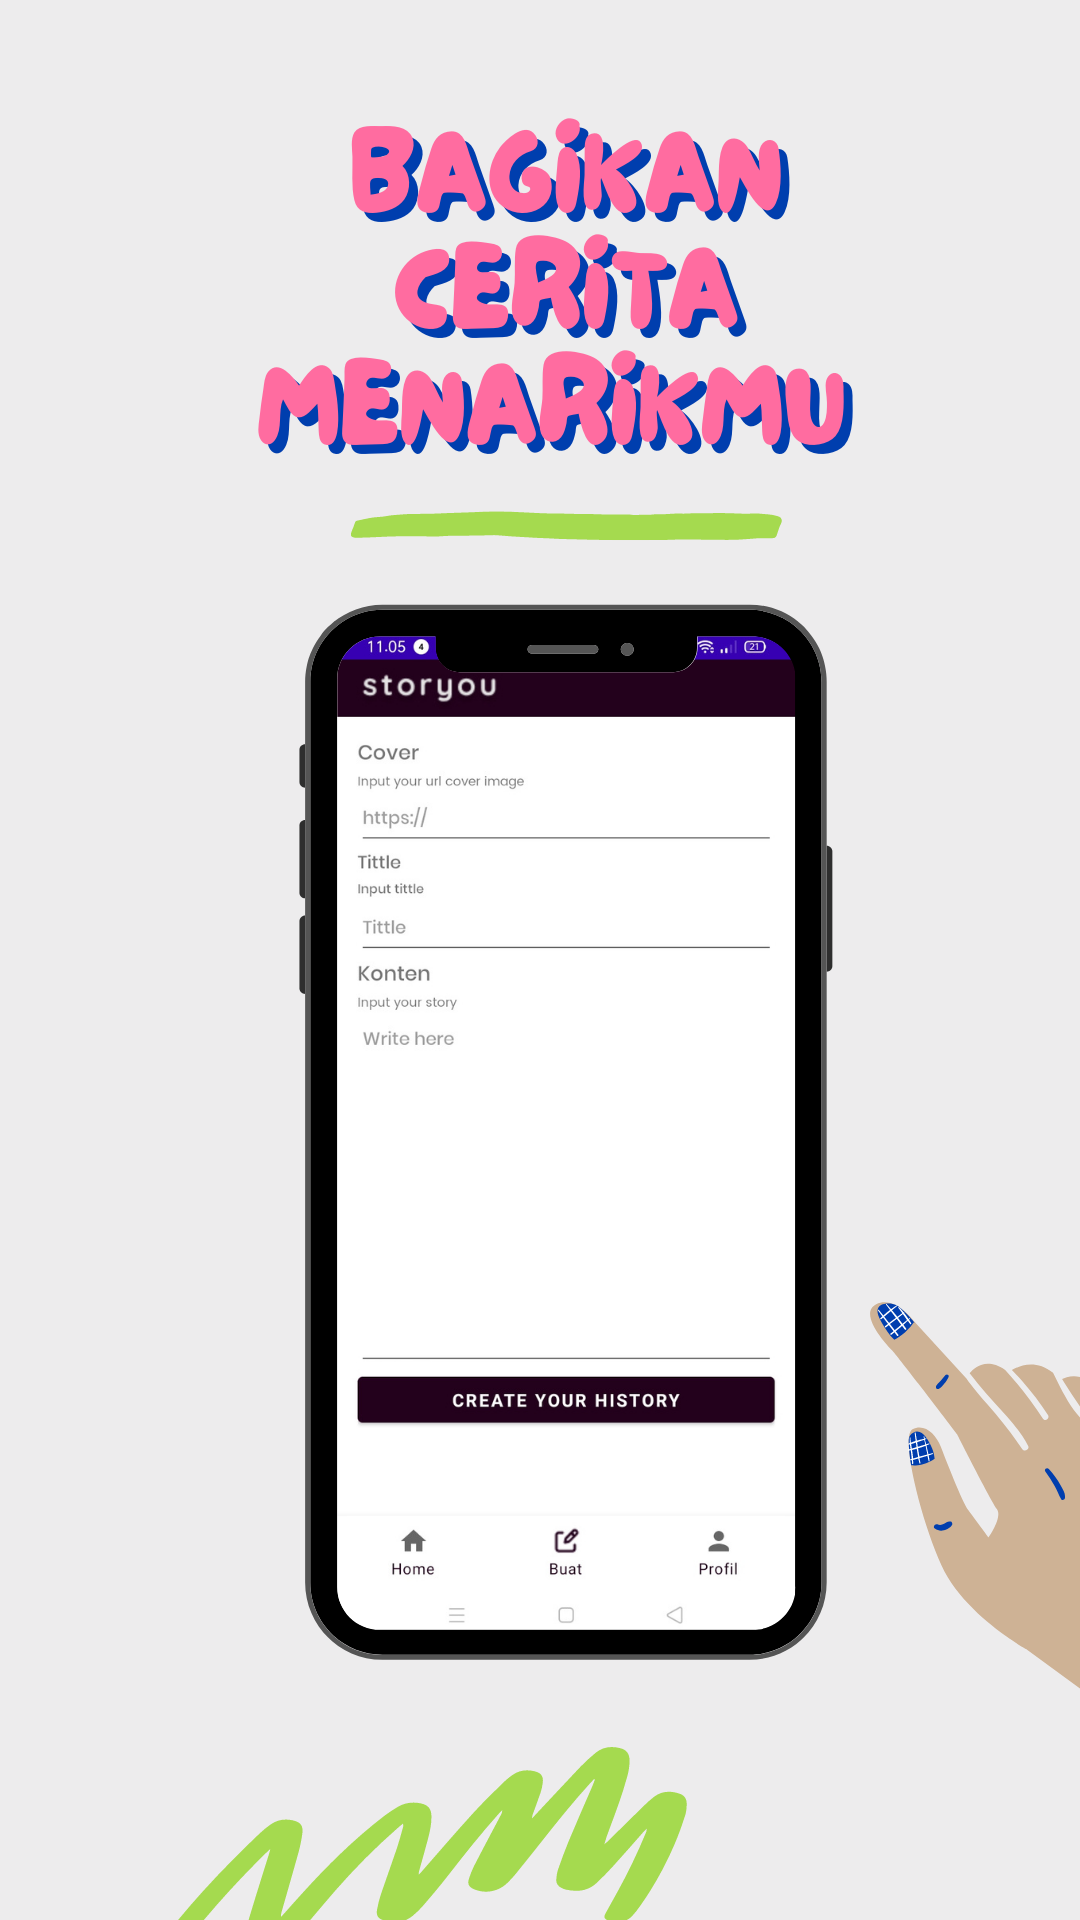 BAGIKAN
CERITA
MENARIKMU
11.05 4 21
storyou
Cover
Input your url cover image
https://
Tittle
Input tittle
Tittle
Konten
Input your story
Write here
CREATE YOUR HISTORY
Home Buat Profil